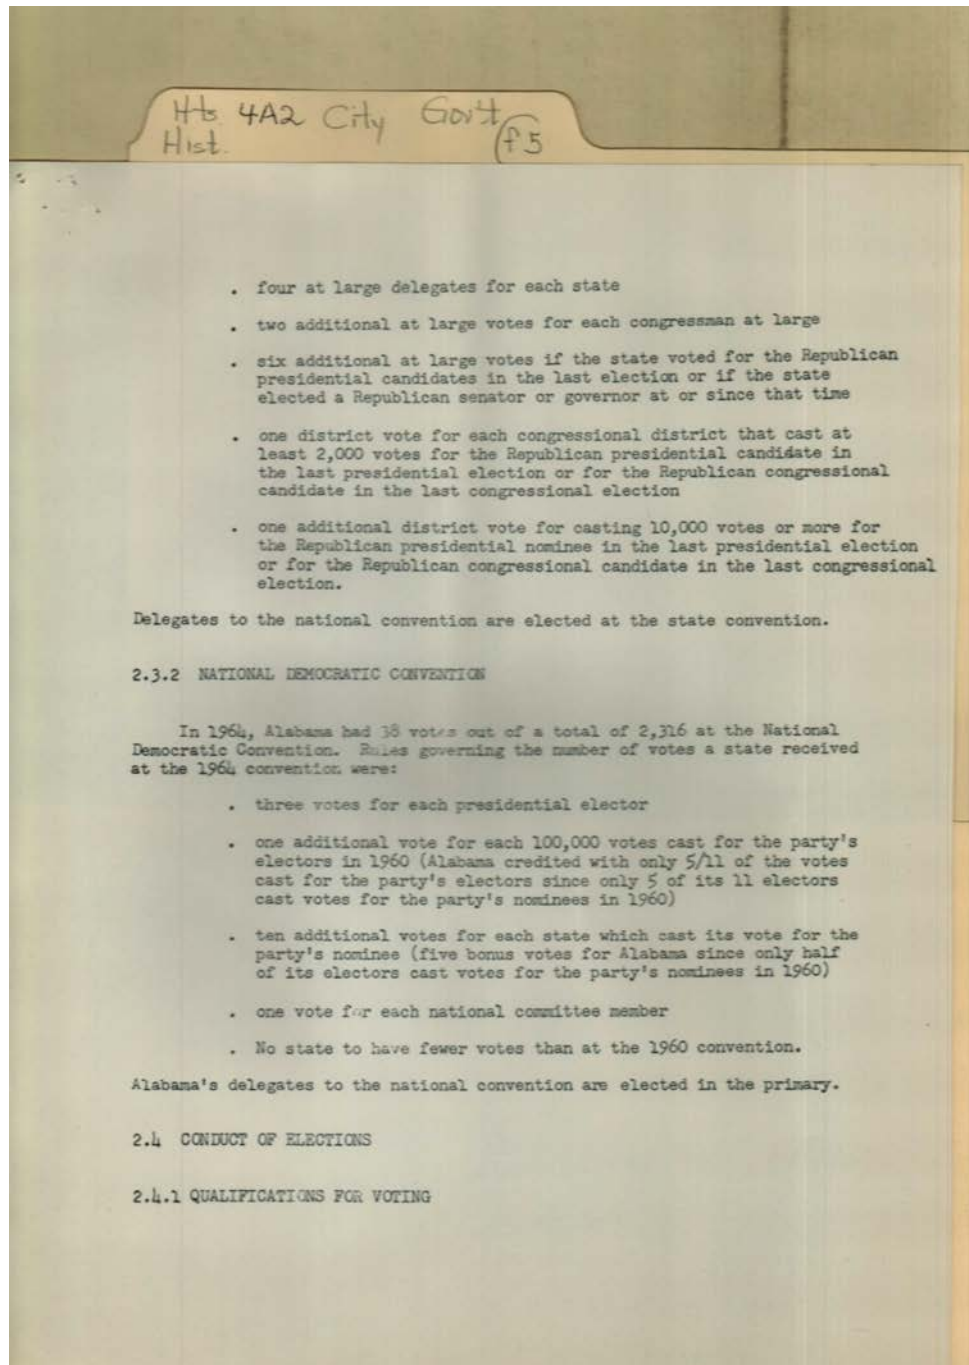 Hts. 4A2 City Gov't
Hist. f5
. four at large delegates for each state
. two additional at large votes for each congressman at large
. six additional at large votes if the state voted for the Republican
presidential candidates in the last election or if the state
elected a Republican senator or governor at or since that time
. one district vote for each congressional district that cast at
least 2,000 votes for the Republican presidential candidate in
the last presidential election or for the Republican congressional
candidate in the last congressional election
. one additional district vote for casting 10,000 votes or more for
the Republican presidential nominee in the last presidential election
or for the Republican congressional candidate in the last congressional
election.
Delegates to the national convention are elected at the state convention.
2.3.2 NATIONAL DEMOCRATIC CONVENTION
In 1964, Alabama had 38 votes out of a total of 2,316 at the National
Democratic Convention. Rules governing the number of votes a state received
at the 1964 convention were:
. three votes for each presidential elector
. one additional vote for each 100,000 votes cast for the party's
electors in 1960 (Alabama credited with only 5/11 of the votes
cast for the party's electors since only 5 of its 11 electors
cast votes for the party's nominees in 1960)
. ten additional votes for each state which cast its vote for the
party's nominee (five bonus votes for Alabama since only half
of its electors cast votes for the party's nominees in 1960)
. one vote for each national committee member
. No state to have fewer votes than at the 1960 convention.
Alabama's delegates to the national convention are elected in the primary.
2.4 CONDUCT OF ELECTIONS
2.4.1 QUALIFICATIONS FOR VOTING